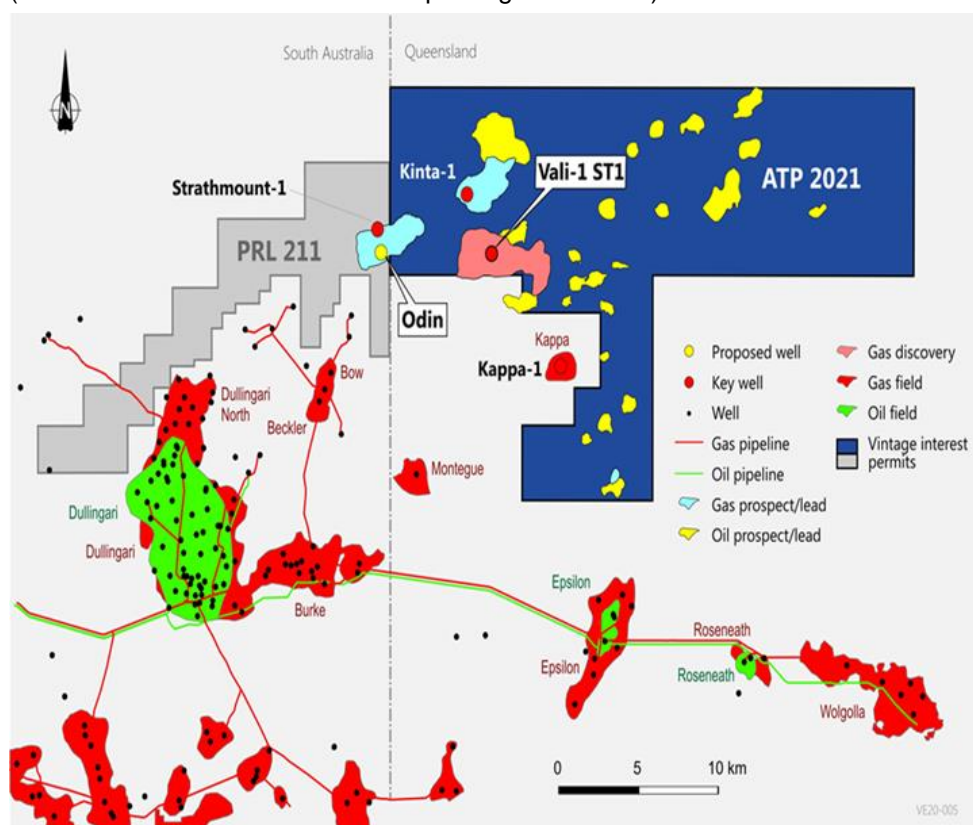 South Australia
Queensland
N
Kinta-1
Vali-1 ST1
ATP 2021
Strathmount-1
PRL 211
Odin
Kappa
Kappa-1
Bow
Dullingari
North
Beckler
Montegue
Dullingari
Dullingari
Burke
Epsilon
Epsilon
Roseneath
Roseneath
Wolgolla
Proposed well
Key well
Well
Gas pipeline
Oil pipeline
Gas prospect/lead
Oil prospect/lead
Gas discovery
Gas field
Oil field
Vintage interest
permits
0 5 10 km
VE20-005